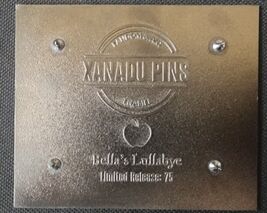 XANADU PINS
Bella's Lullabye
Limited Release: 75